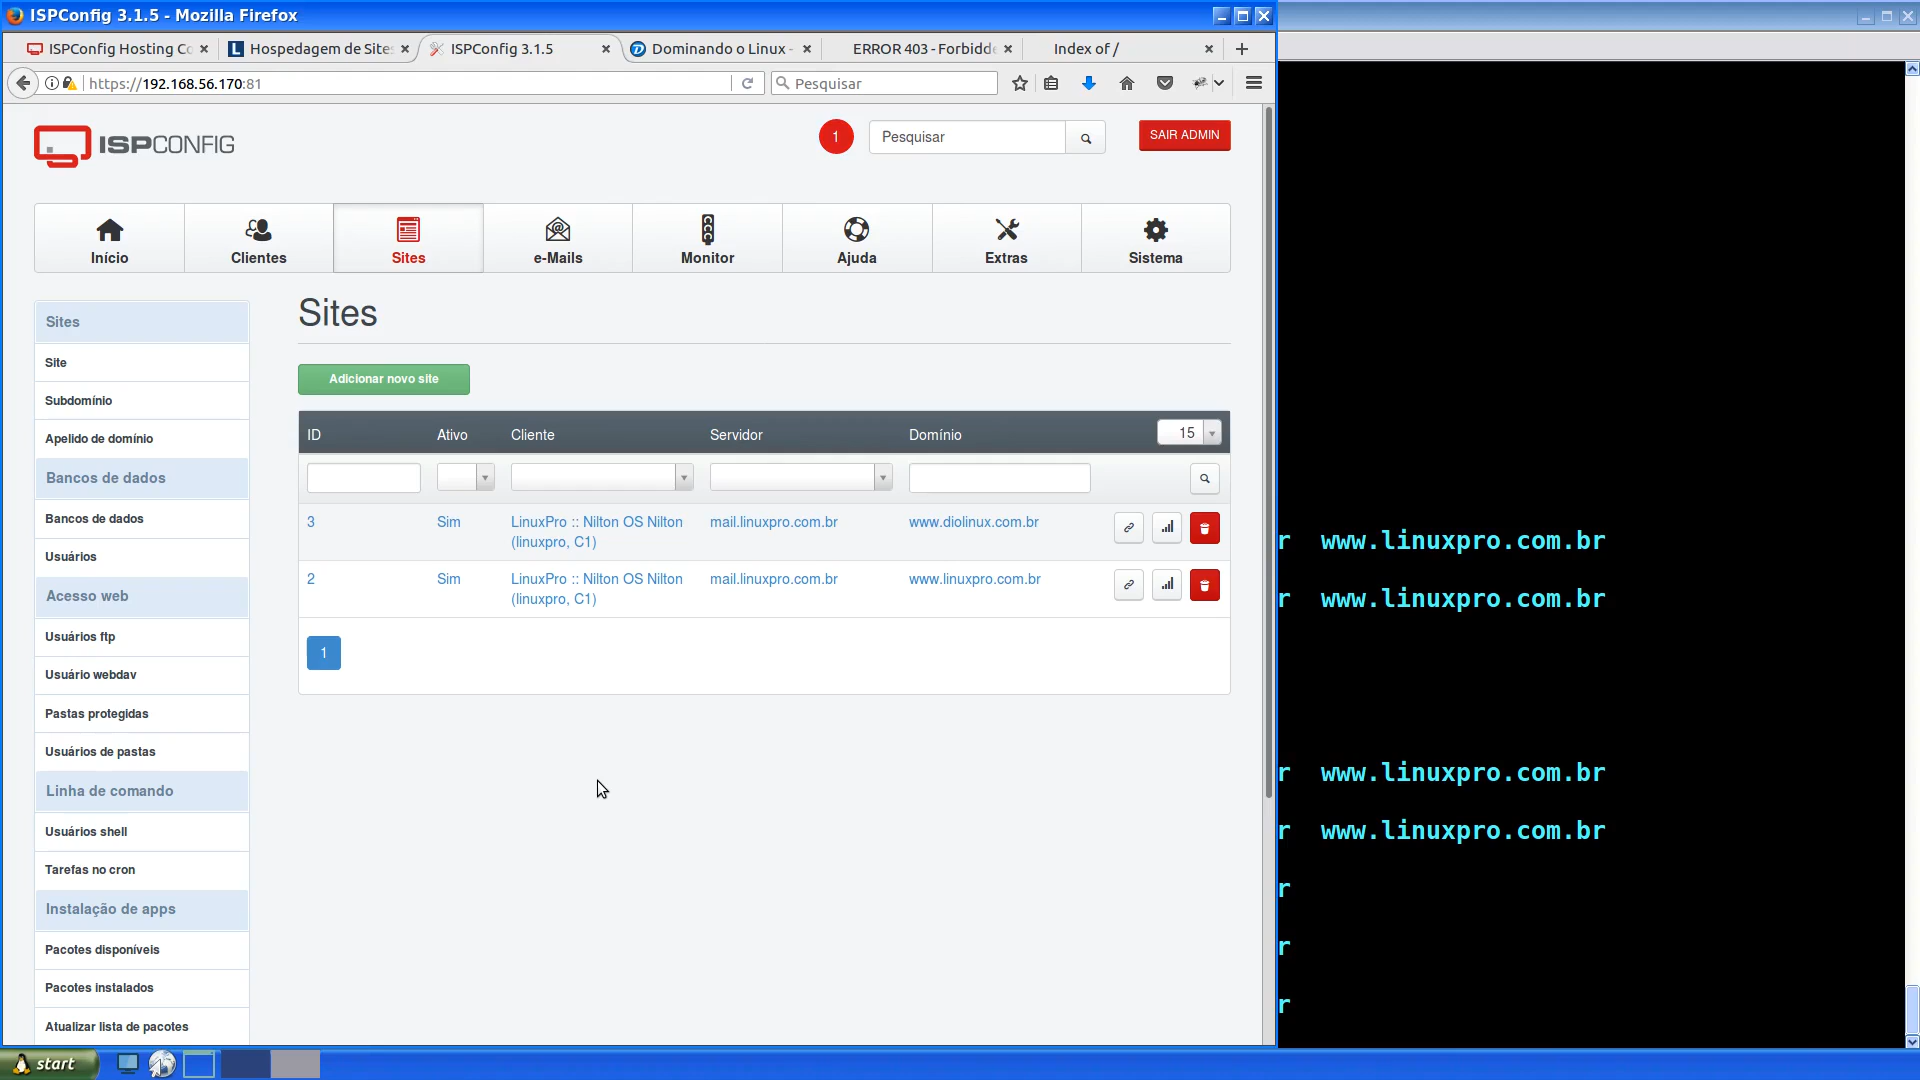 ISPConfig 3.1.5 - Mozilla Firefox
ISPConfig Hosting Co
Hospedagem de Sites
ISPConfig 3.1.5
Dominando o Linux -
ERROR 403 - Forbidde
Index of /
https://192.168.56.170:81
Pesquisar
ISPCONFIG
1
Pesquisar
SAIR ADMIN
Início
Clientes
Sites
e-Mails
Monitor
Ajuda
Extras
Sistema
Sites
Site
Subdomínio
Apelido de domínio
Bancos de dados
Bancos de dados
Usuários
Acesso web
Usuários ftp
Usuário webdav
Pastas protegidas
Usuários de pastas
Linha de comando
Usuários shell
Tarefas no cron
Instalação de apps
Pacotes disponíveis
Pacotes instalados
Atualizar lista de pacotes
Sites
Adicionar novo site
ID Ativo Cliente Servidor Domínio 15
3 Sim LinuxPro :: Nilton OS Nilton mail.linuxpro.com.br www.diolinux.com.br
(linuxpro, C1)
2 Sim LinuxPro :: Nilton OS Nilton mail.linuxpro.com.br www.linuxpro.com.br
(linuxpro, C1)
1
r www.linuxpro.com.br
r www.linuxpro.com.br
r www.linuxpro.com.br
r www.linuxpro.com.br
r
r
r
start